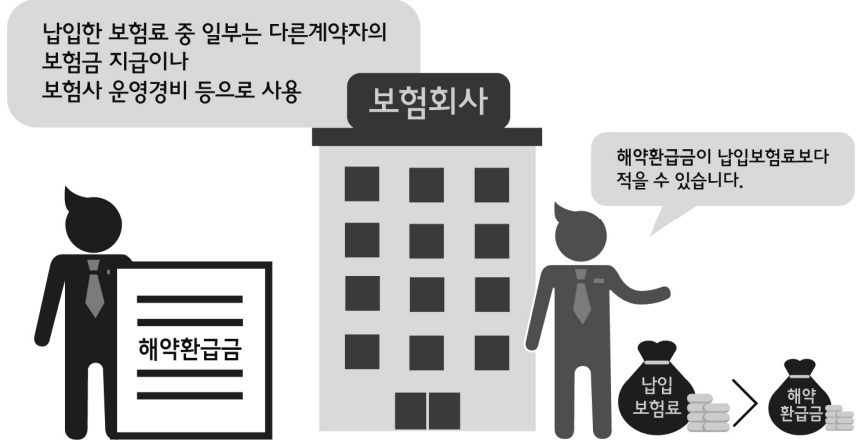 납입한 보험료 중 일부는 다른계약자의
보험금 지급이나
보험사 운영경비 등으로 사용
보험회사
해약환급금이 납입보험료보다
적을 수 있습니다.
해약환급금
납입
보험료
>
해약
환급금